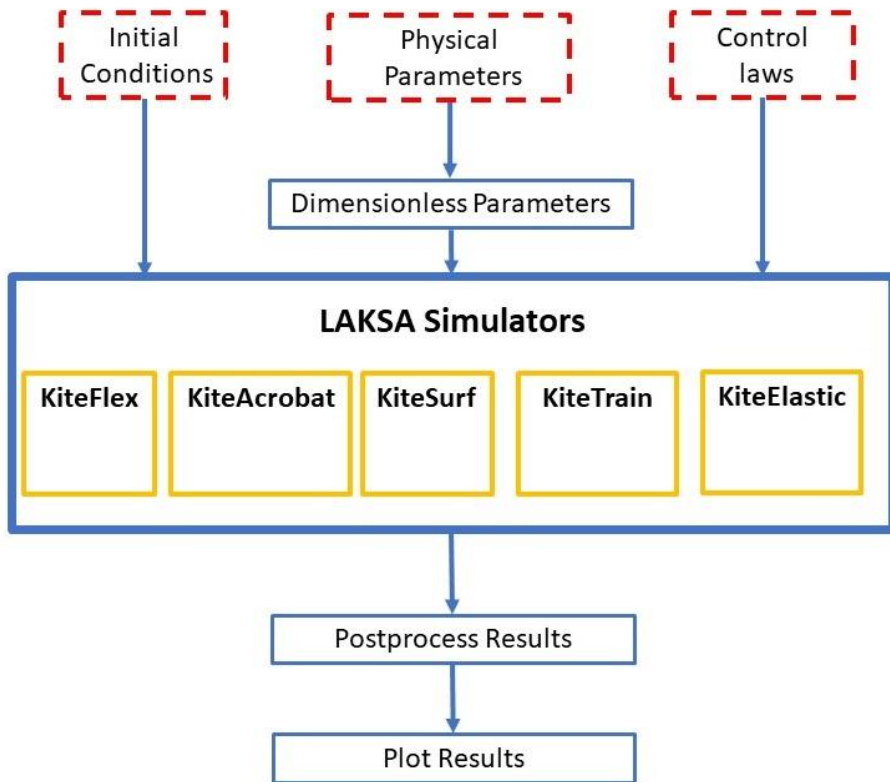 Initial
Conditions
Physical
Parameters
Control
laws
Dimensionless Parameters
LAKSA Simulators
KiteFlex
KiteAcrobat
KiteSurf
KiteTrain
KiteElastic
Postprocess Results
Plot Results